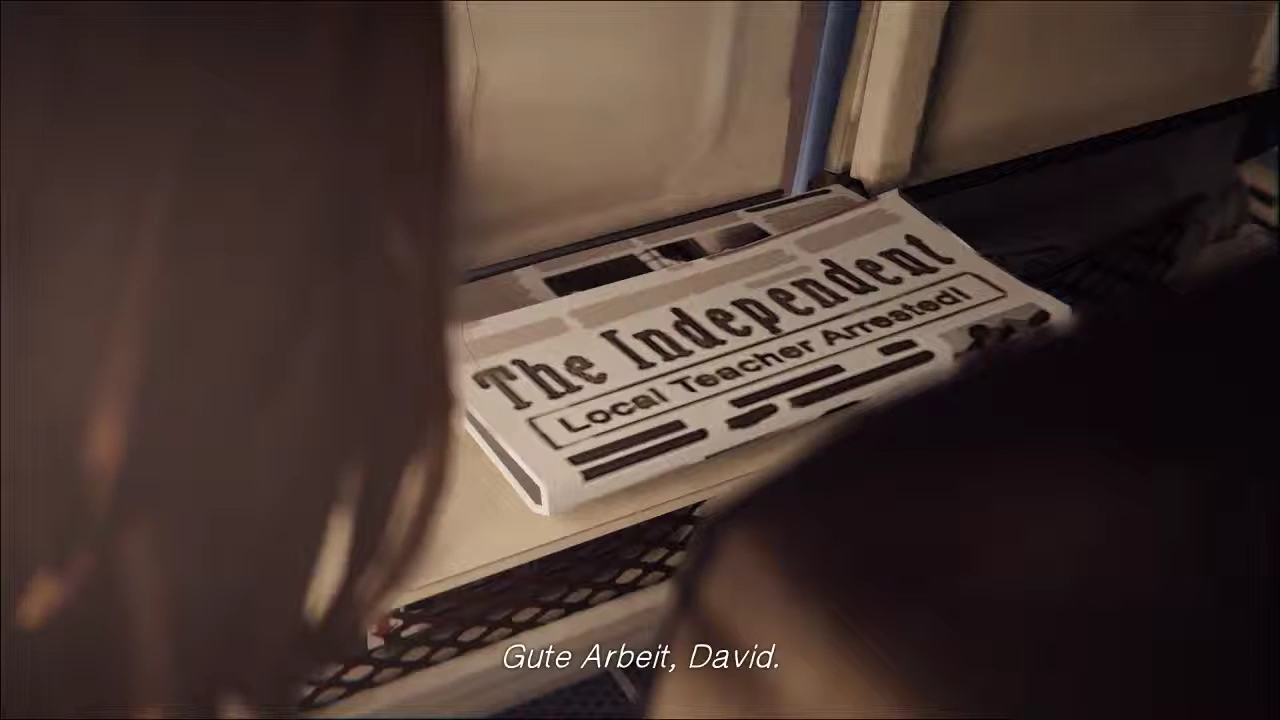 The Independent
Local Teacher Arrested!
Gute Arbeit, David.